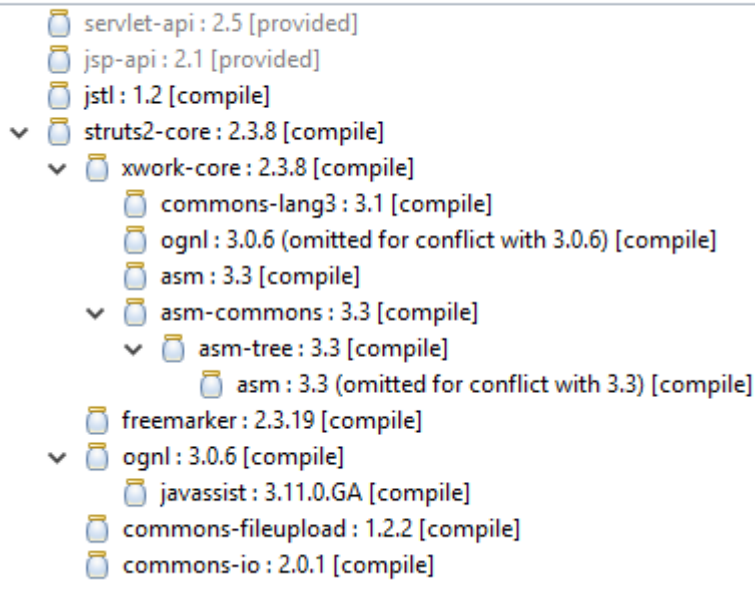 servlet-api : 2.5 [provided]
jsp-api : 2.1 [provided]
jstl : 1.2 [compile]
struts2-core : 2.3.8 [compile]
xwork-core : 2.3.8 [compile]
commons-lang3 : 3.1 [compile]
ognl : 3.0.6 (omitted for conflict with 3.0.6) [compile]
asm : 3.3 [compile]
asm-commons : 3.3 [compile]
asm-tree : 3.3 [compile]
asm : 3.3 (omitted for conflict with 3.3) [compile]
freemarker : 2.3.19 [compile]
ognl : 3.0.6 [compile]
javassist : 3.11.0.GA [compile]
commons-fileupload : 1.2.2 [compile]
commons-io : 2.0.1 [compile]